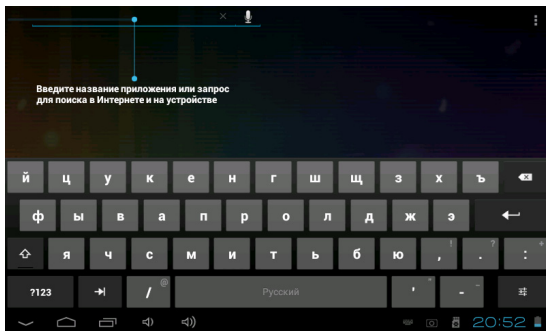 Введите название приложения или запрос
для поиска в Интернете и на устройстве
й ц у к е н г ш щ з х ъ
ф ы в а п р о л д ж э
я ч с м и т ь б ю , ! . ? : +
?123 / @ Русский ' " - ~
20:52